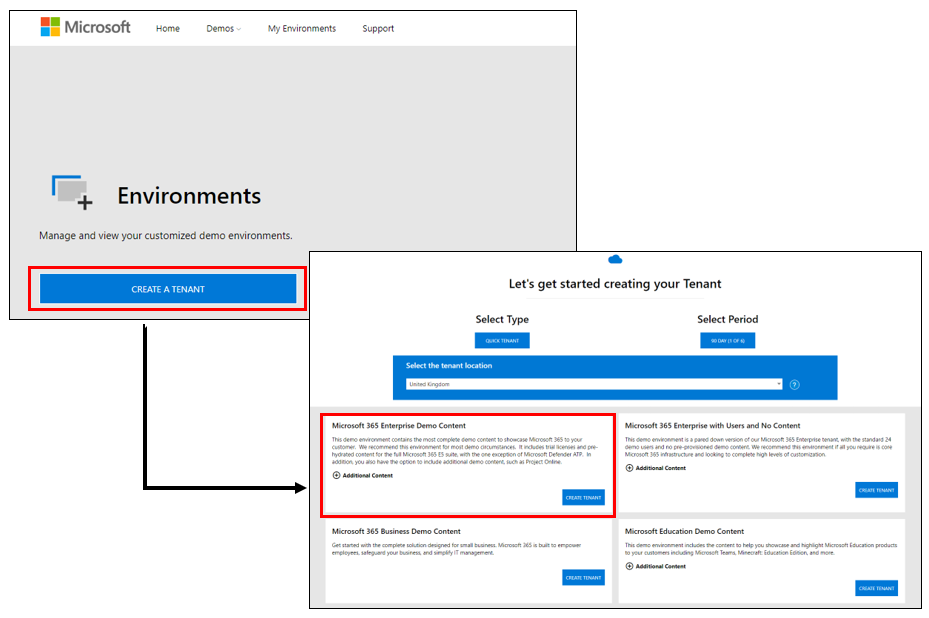 Microsoft
Home Demos My Environments Support
Environments
Manage and view your customized demo environments.
CREATE A TENANT
Let's get started creating your Tenant
Select Type Select Period
QUICK TENANT 90 DAY (1 OF 6)
Select the tenant location
United Kingdom ?
Microsoft 365 Enterprise Demo Content
This demo environment contains the most complete demo content to showcase Microsoft 365 to your
customer. We recommend this environment for most demo circumstances. It includes trial licenses and pre-
hydrated content for the full Microsoft 365 E5 suite, with the one exception of Microsoft Defender ATP. In
addition, you also have the option to include additional demo content, such as Project Online.
Additional Content
CREATE TENANT
Microsoft 365 Enterprise with Users and No Content
This demo environment is a pared down version of our Microsoft 365 Enterprise tenant, with the standard 24
demo users and no pre-provisioned demo content. We recommend this environment if all you require is core
Microsoft 365 infrastructure and looking to complete high levels of customization.
Additional Content
CREATE TENANT
Microsoft 365 Business Demo Content
Get started with the complete solution designed for small business. Microsoft 365 is built to empower
employees, safeguard your business, and simplify IT management.
CREATE TENANT
Microsoft Education Demo Content
This demo environment includes the content to help you showcase and highlight Microsoft Education products
to your customers including Microsoft Teams, Minecraft: Education Edition, and more.
Additional Content
CREATE TENANT